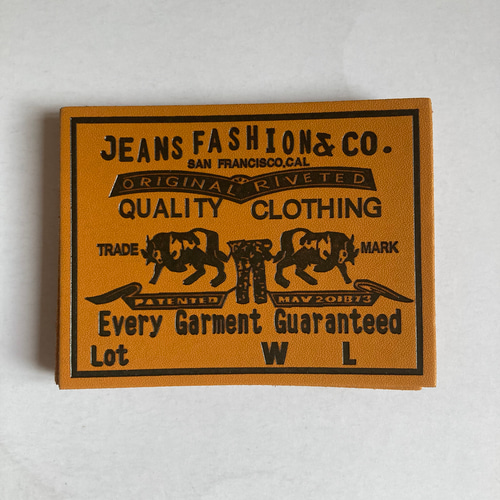 JEANS FASHION & CO.
SAN FRANCISCO,CAL
ORIGINAL RIVETED
QUALITY CLOTHING
TRADE MARK
PATENTED MAY 20 1873
Every Garment Guaranteed
Lot W L